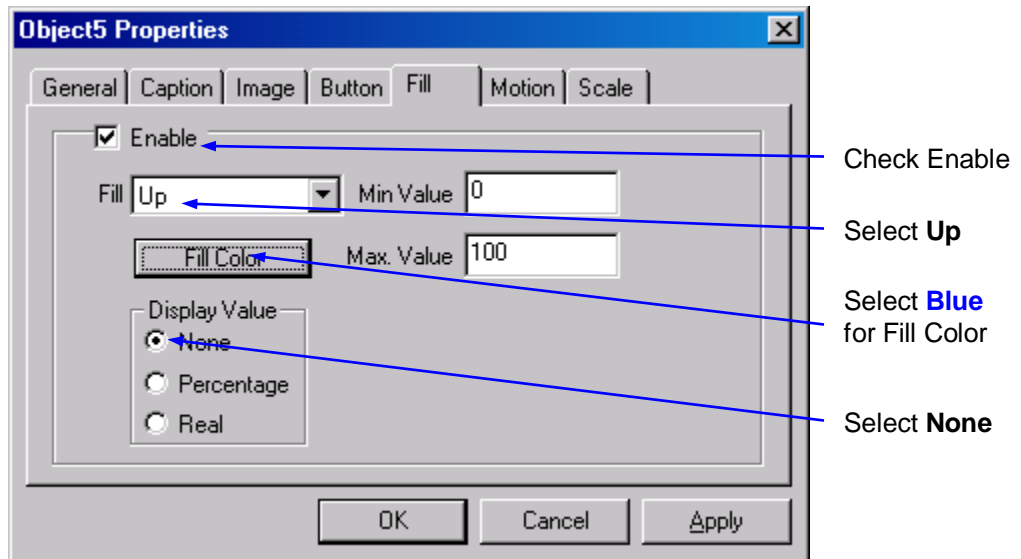 Object5 Properties
General Caption Image Button Fill Motion Scale
Enable
Check Enable
Fill Up Min Value 0
Select Up
Fill Color Max. Value 100
Select Blue
for Fill Color
Display Value
None
Percentage
Real
Select None
OK Cancel Apply